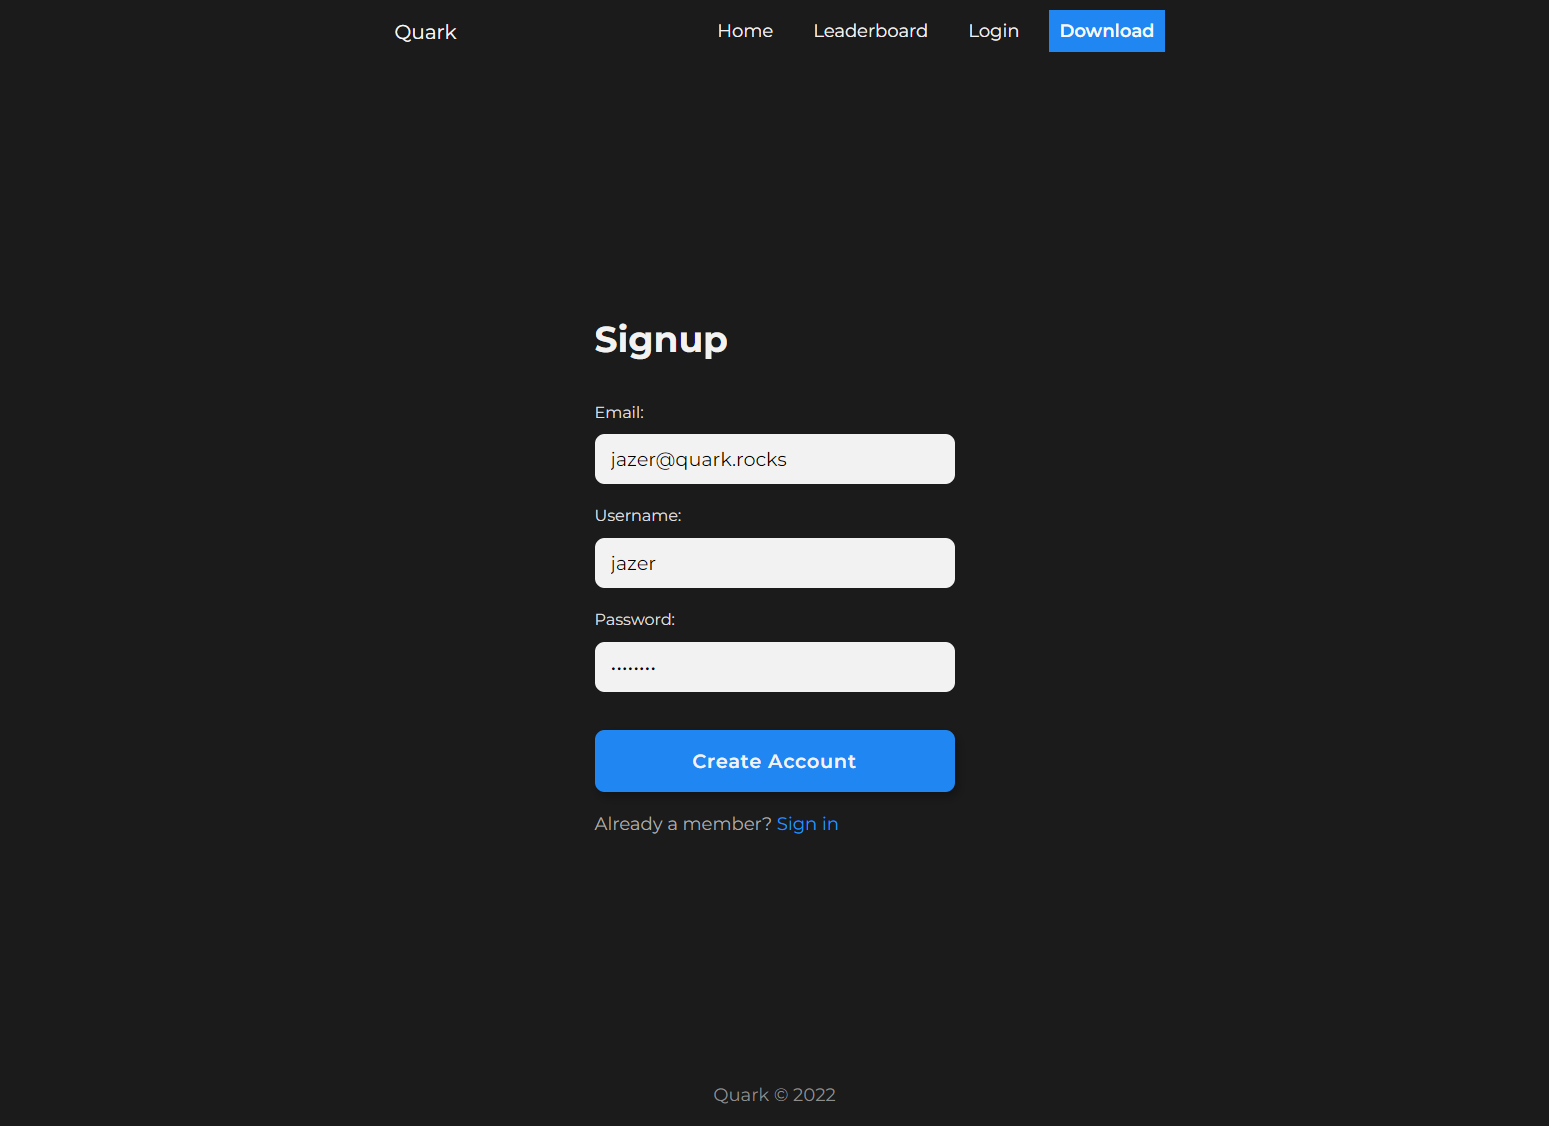 Quark Home Leaderboard Login Download
Signup
Email:
jazer@quark.rocks
Username:
jazer
Password:
••••••••
Create Account
Already a member? Sign in
Quark © 2022